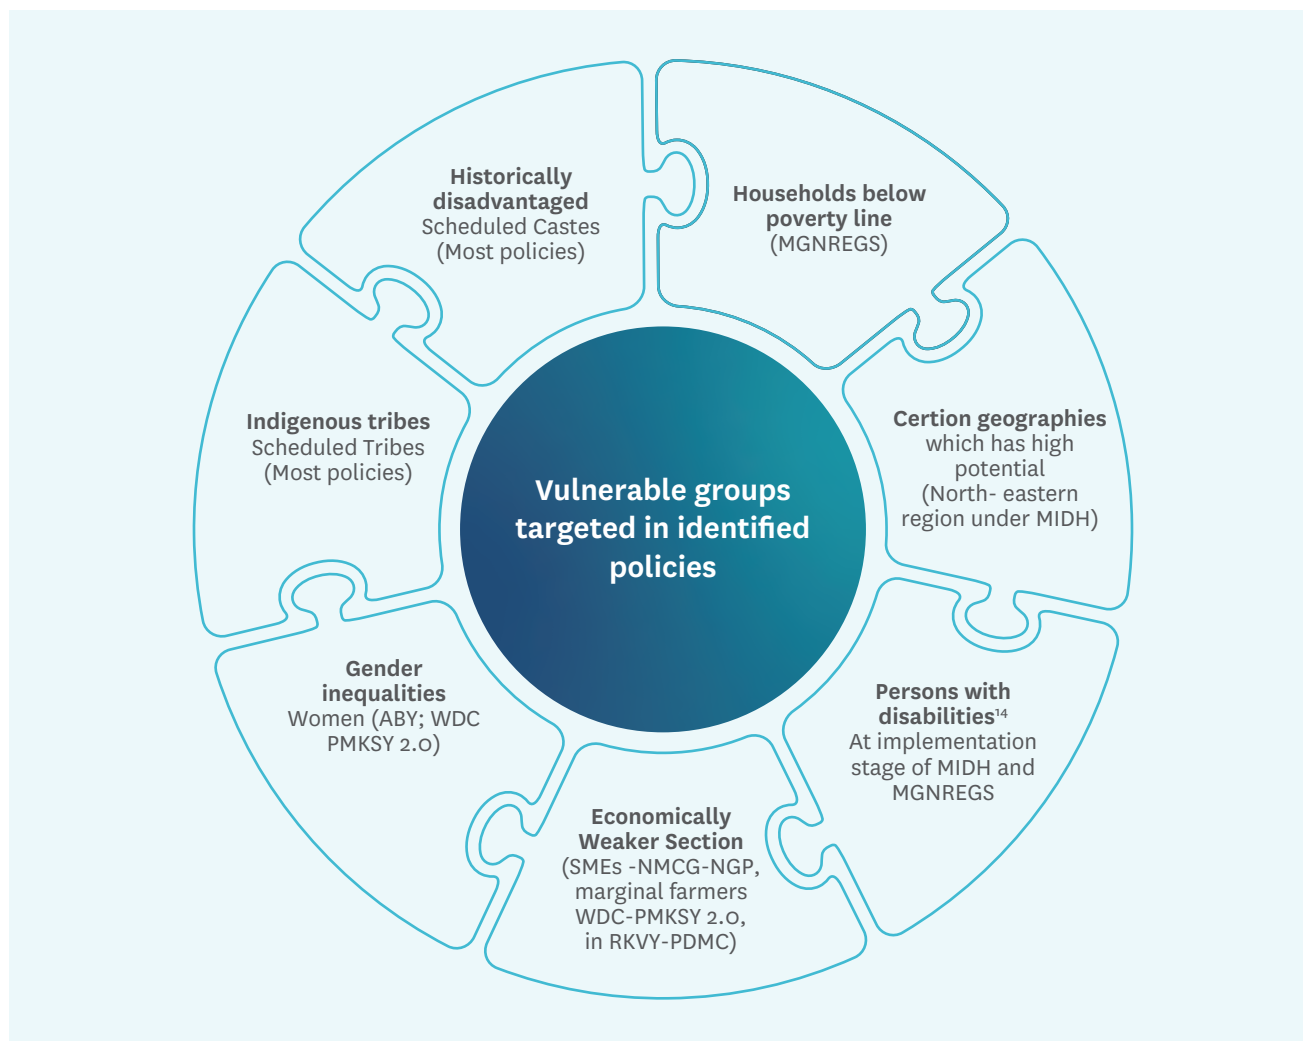 Historically
disadvantaged
Scheduled Castes
(Most policies)
Households below
poverty line
(MGNREGS)
Indigenous tribes
Scheduled Tribes
(Most policies)
Certion geographies
which has high
potential
(North- eastern
region under MIDH)
Vulnerable groups
targeted in identified
policies
Gender
inequalities
Women (ABY; WDC
PMKSY 2.0)
Persons with
disabilities¹⁴
At implementation
stage of MIDH and
MGNREGS
Economically
Weaker Section
(SMEs -NMCG-NGP,
marginal farmers
WDC-PMKSY 2.0,
in RKVY-PDMC)